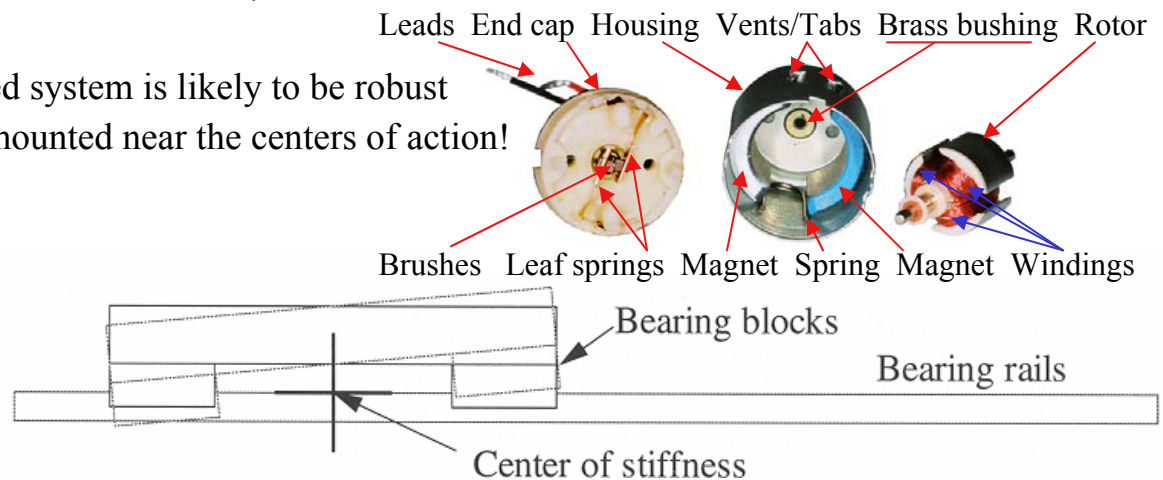 Leads End cap Housing Vents/Tabs Brass bushing Rotor
ed system is likely to be robust
mounted near the centers of action!
Brushes Leaf springs Magnet Spring Magnet Windings
Bearing blocks
Bearing rails
Center of stiffness